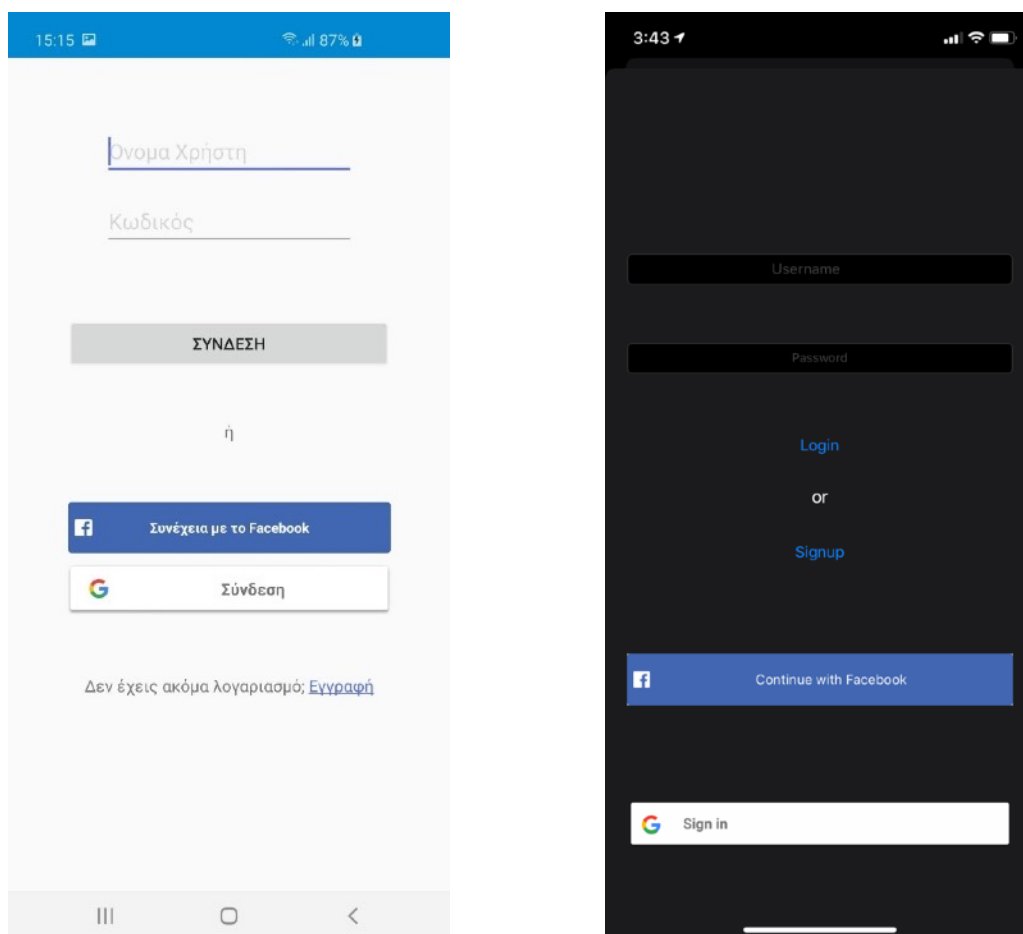 15:15
87%
Όνομα Χρήστη
Κωδικός
ΣΥΝΔΕΣΗ
ή
Συνέχεια με το Facebook
Σύνδεση
Δεν έχεις ακόμα λογαριασμό; Εγγραφή
3:43
Username
Password
Login
or
Signup
Continue with Facebook
Sign in